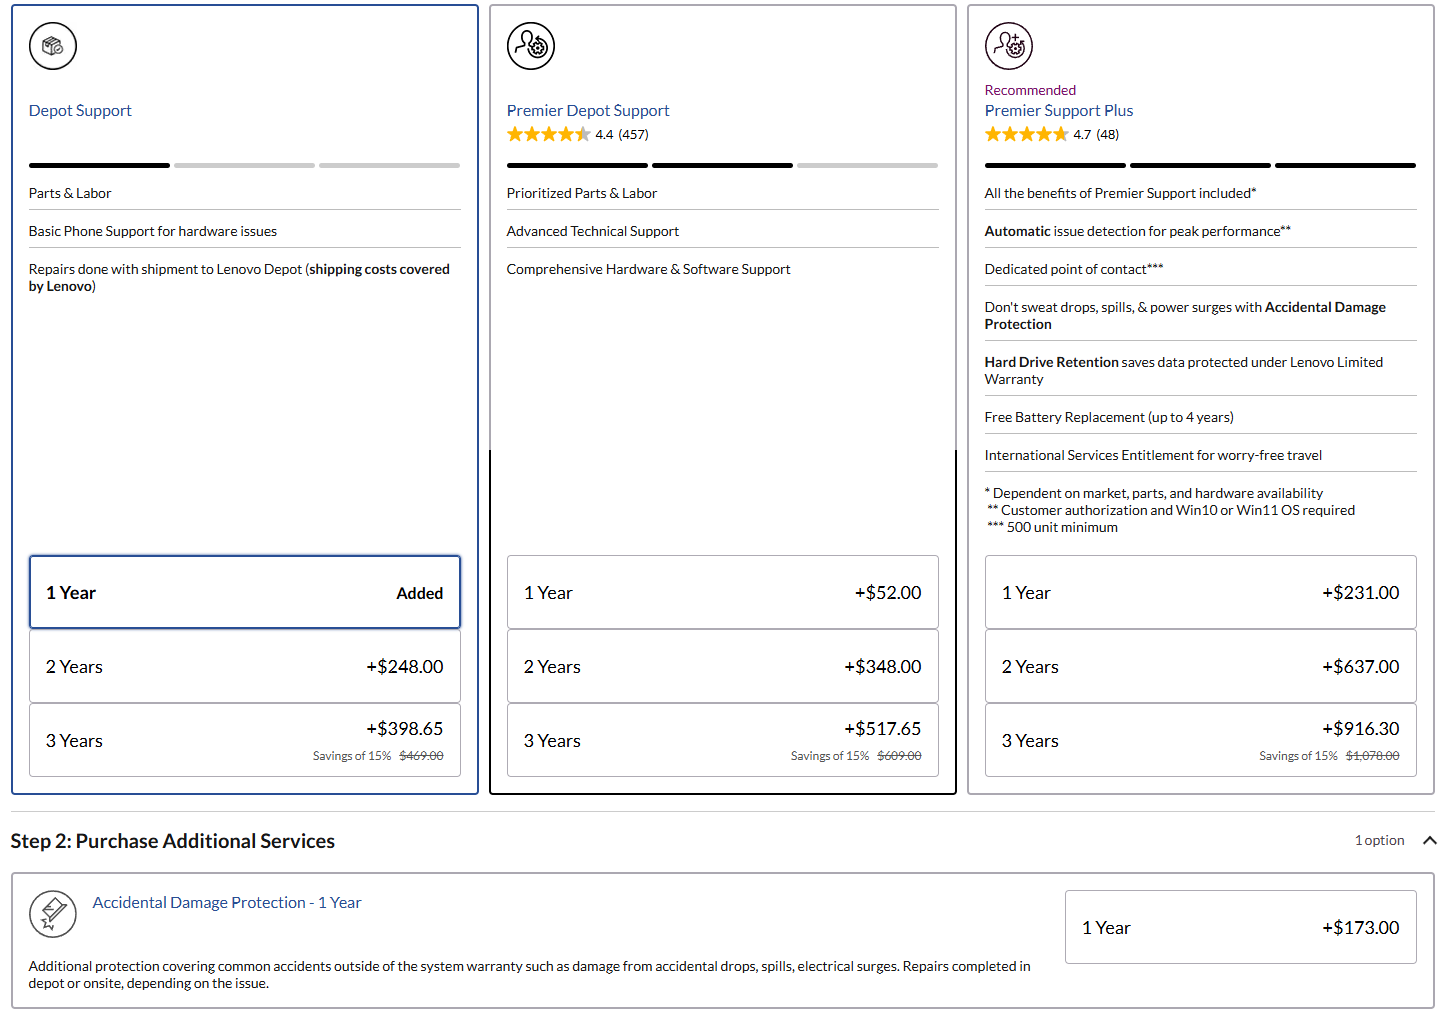 Depot Support
Parts & Labor
Basic Phone Support for hardware issues
Repairs done with shipment to Lenovo Depot (shipping costs covered
by Lenovo)
1 Year Added
2 Years +$248.00
3 Years +$398.65
Savings of 15% $469.00
Premier Depot Support
4.4 (457)
Prioritized Parts & Labor
Advanced Technical Support
Comprehensive Hardware & Software Support
1 Year +$52.00
2 Years +$348.00
3 Years +$517.65
Savings of 15% $609.00
Recommended
Premier Support Plus
4.7 (48)
All the benefits of Premier Support included*
Automatic issue detection for peak performance**
Dedicated point of contact***
Don't sweat drops, spills, & power surges with Accidental Damage
Protection
Hard Drive Retention saves data protected under Lenovo Limited
Warranty
Free Battery Replacement (up to 4 years)
International Services Entitlement for worry-free travel
* Dependent on market, parts, and hardware availability
** Customer authorization and Win10 or Win11 OS required
*** 500 unit minimum
1 Year +$231.00
2 Years +$637.00
3 Years +$916.30
Savings of 15% $1,078.00
Step 2: Purchase Additional Services
1 option
Accidental Damage Protection - 1 Year
1 Year +$173.00
Additional protection covering common accidents outside of the system warranty such as damage from accidental drops, spills, electrical surges. Repairs completed in
depot or onsite, depending on the issue.